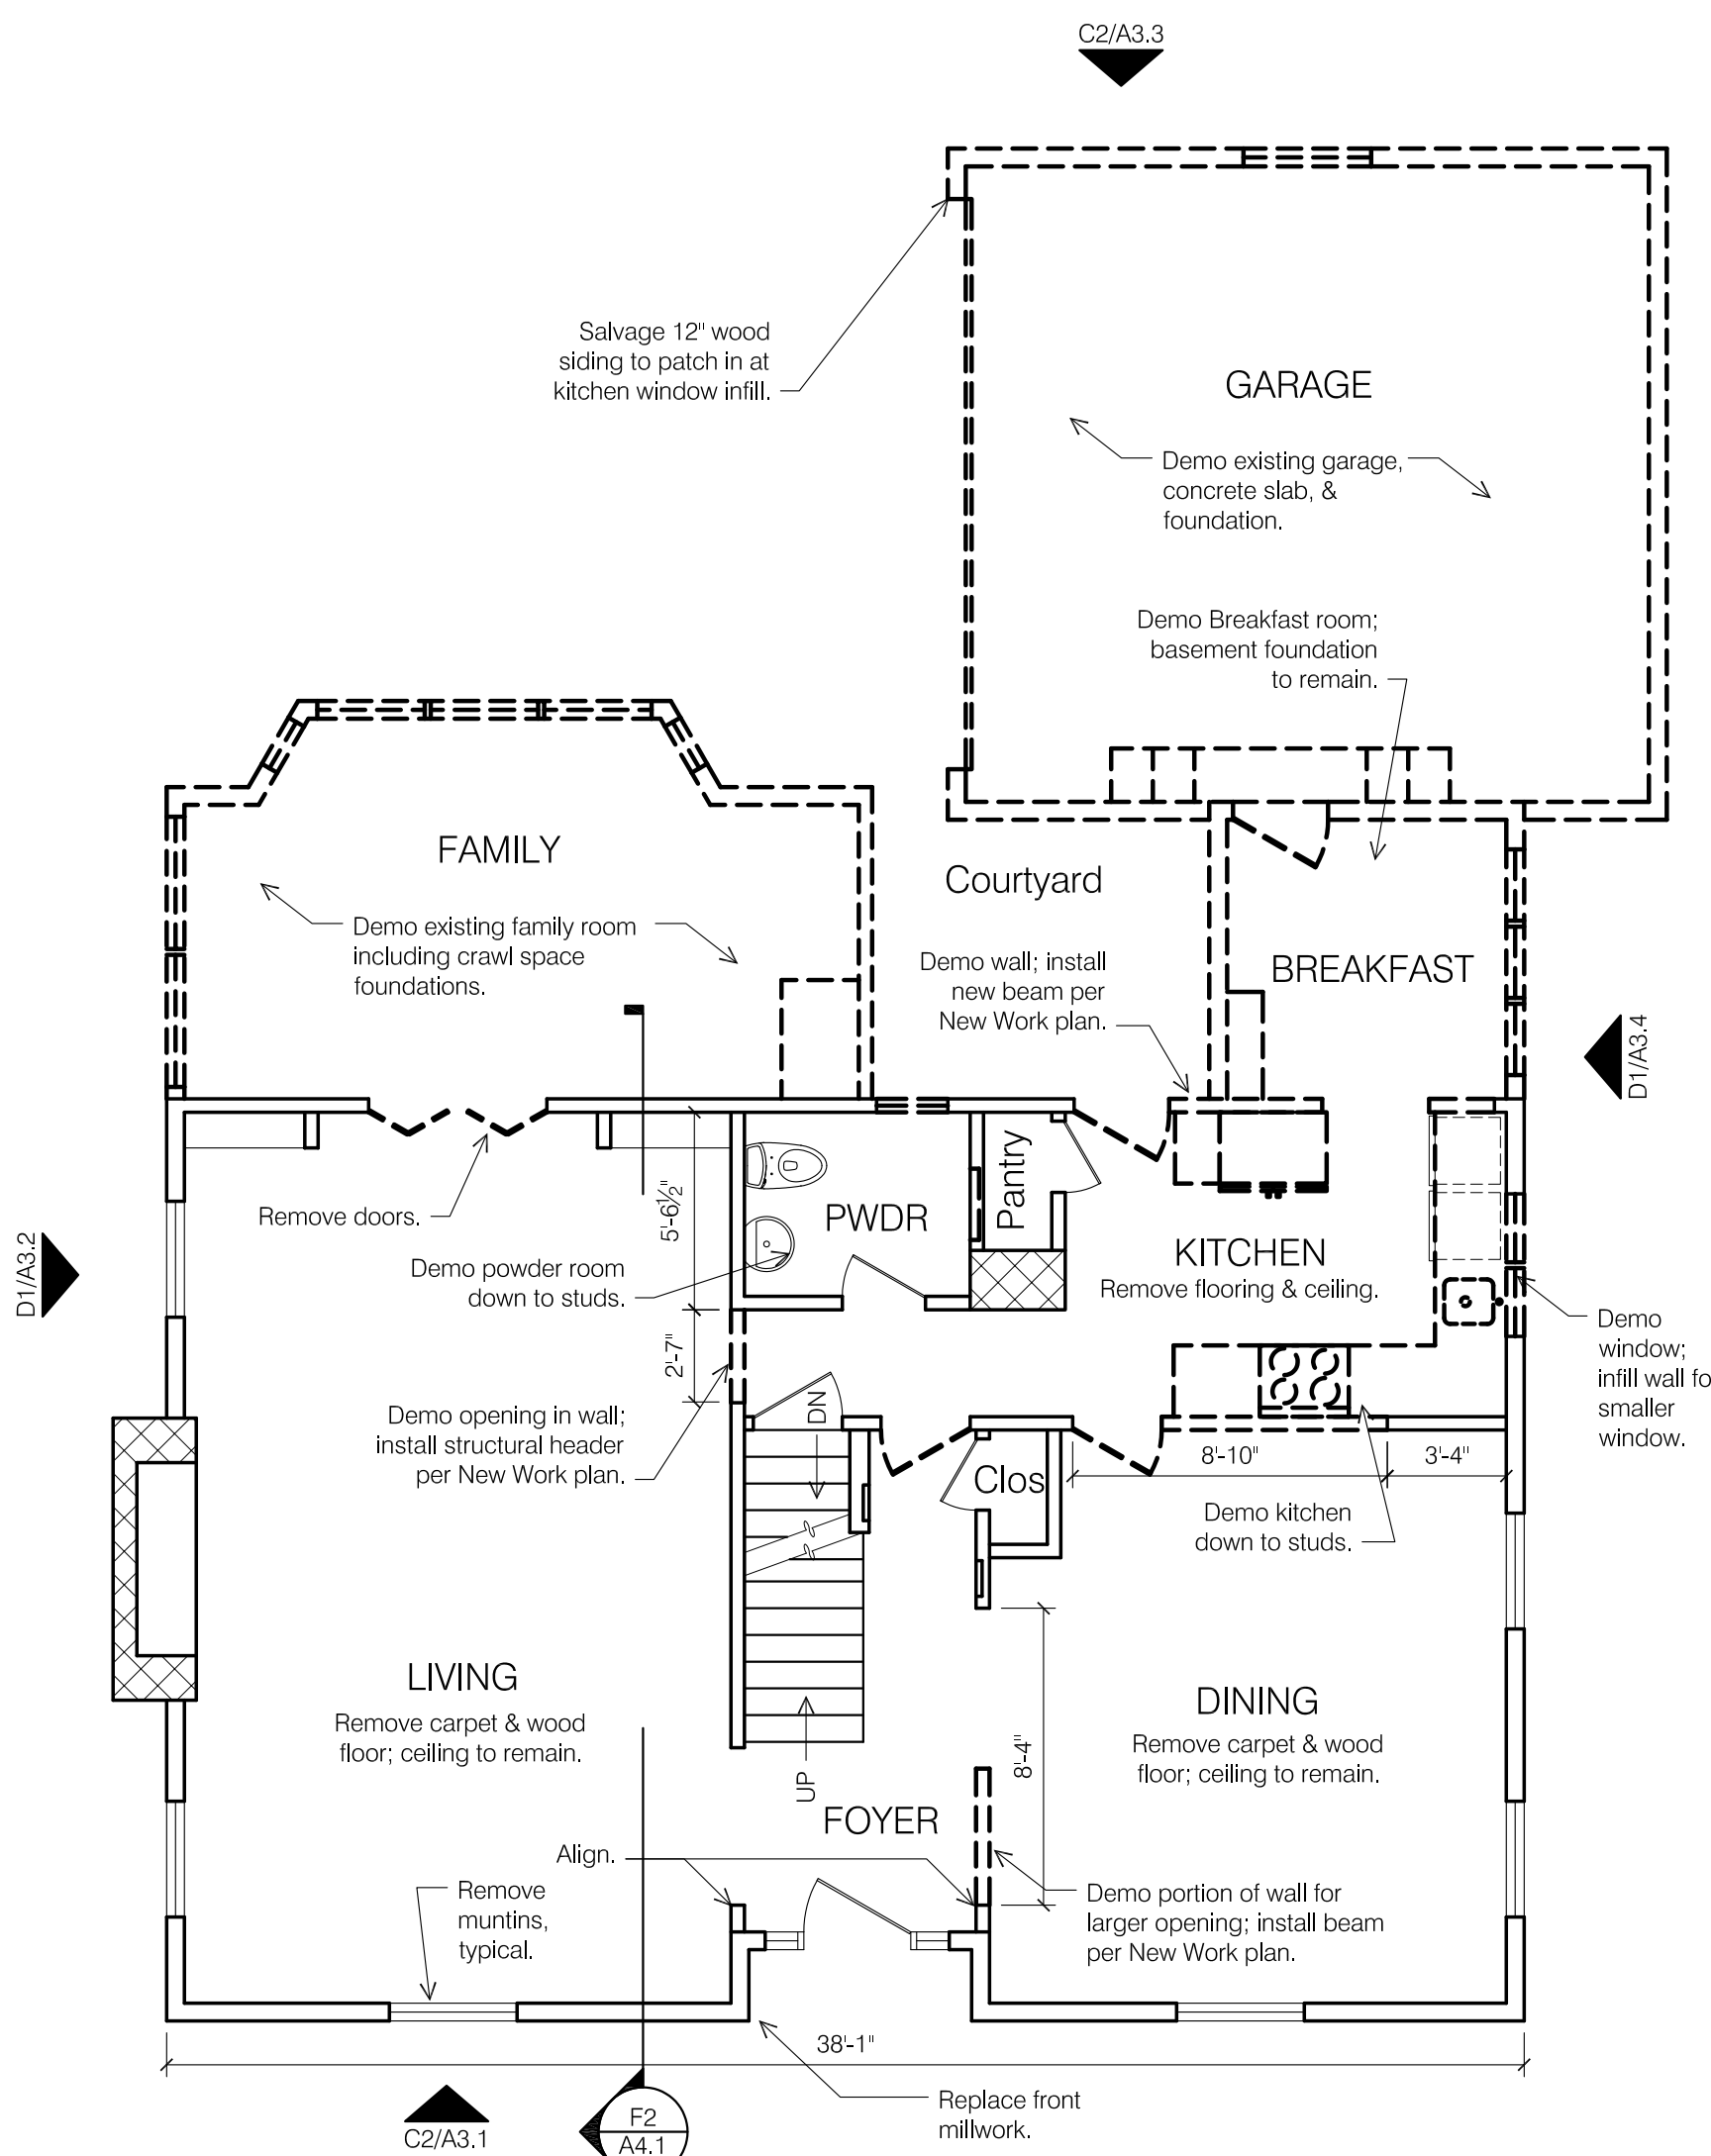 C2/A3.3
Salvage 12" wood
siding to patch in at
kitchen window infill.
GARAGE
Demo existing garage,
concrete slab, &
foundation.
Demo Breakfast room;
basement foundation
to remain.
FAMILY
Demo existing family room
including crawl space
foundations.
Courtyard
Demo wall; install
new beam per
New Work plan.
BREAKFAST
D1/A3.4
D1/A3.2
Remove doors.
5'-6½"
PWDR
Pantry
Demo powder room
down to studs.
KITCHEN
Remove flooring & ceiling.
2'-7"
Demo
window;
infill wall fo
smaller
window.
Demo opening in wall;
install structural header
per New Work plan.
DN
Clos
8'-10"
3'-4"
Demo kitchen
down to studs.
LIVING
Remove carpet & wood
floor; ceiling to remain.
UP
8'-4"
DINING
Remove carpet & wood
floor; ceiling to remain.
FOYER
Align.
Remove
muntins,
typical.
Demo portion of wall for
larger opening; install beam
per New Work plan.
38'-1"
Replace front
millwork.
C2/A3.1
F2
A4.1